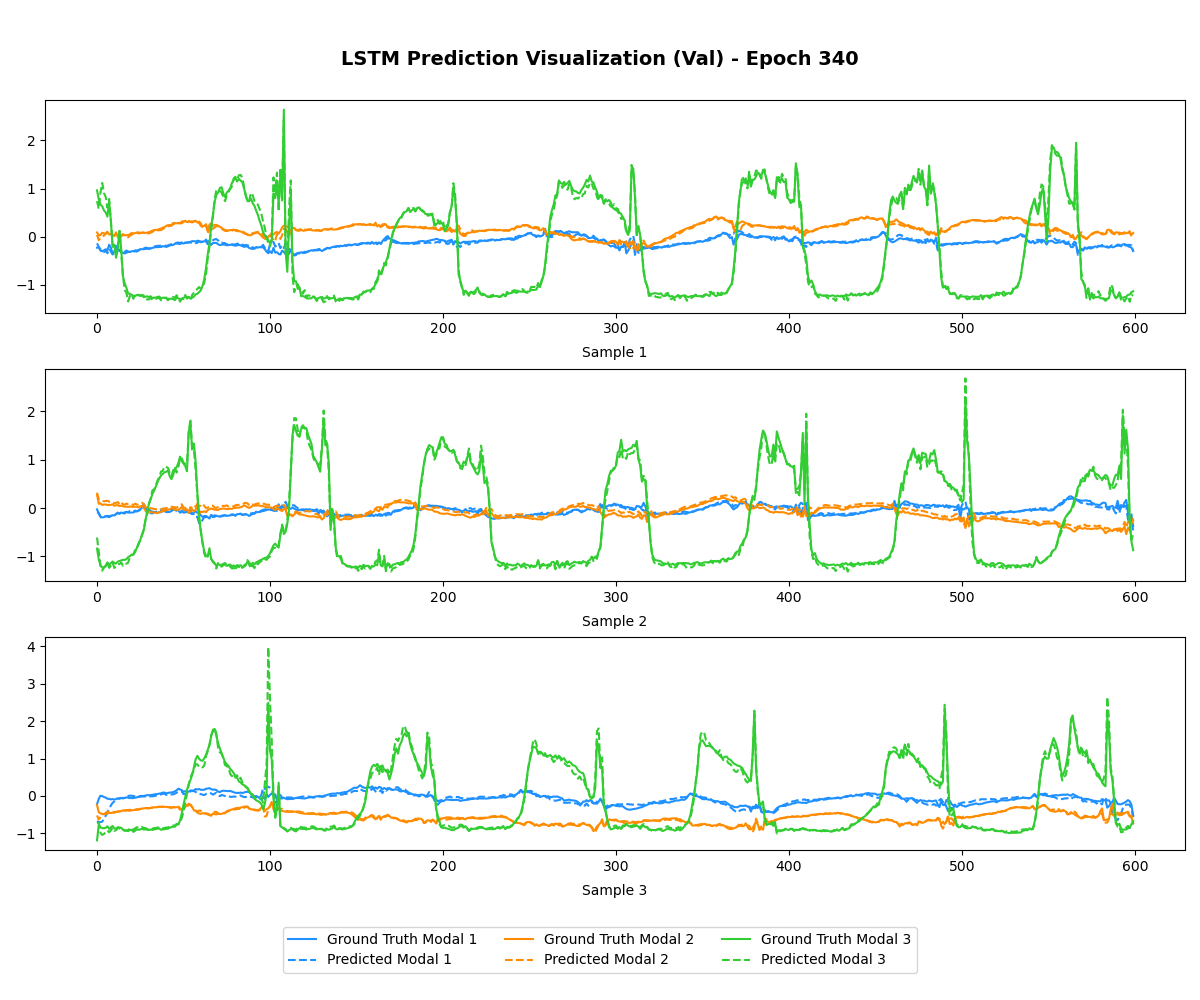 LSTM Prediction Visualization (Val) - Epoch 340
2
1
0
−1
0 100 200 300 400 500 600
Sample 1
2
1
0
−1
0 100 200 300 400 500 600
Sample 2
4
3
2
1
0
−1
0 100 200 300 400 500 600
Sample 3
Ground Truth Modal 1 Ground Truth Modal 2 Ground Truth Modal 3
Predicted Modal 1 Predicted Modal 2 Predicted Modal 3